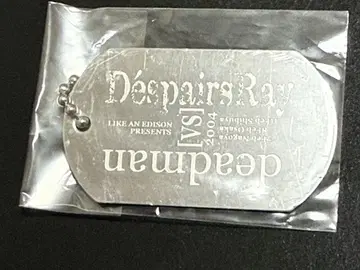 DéspairsRay
LIKE AN EDISON
PRESENTS
[VS]
2004
deadman